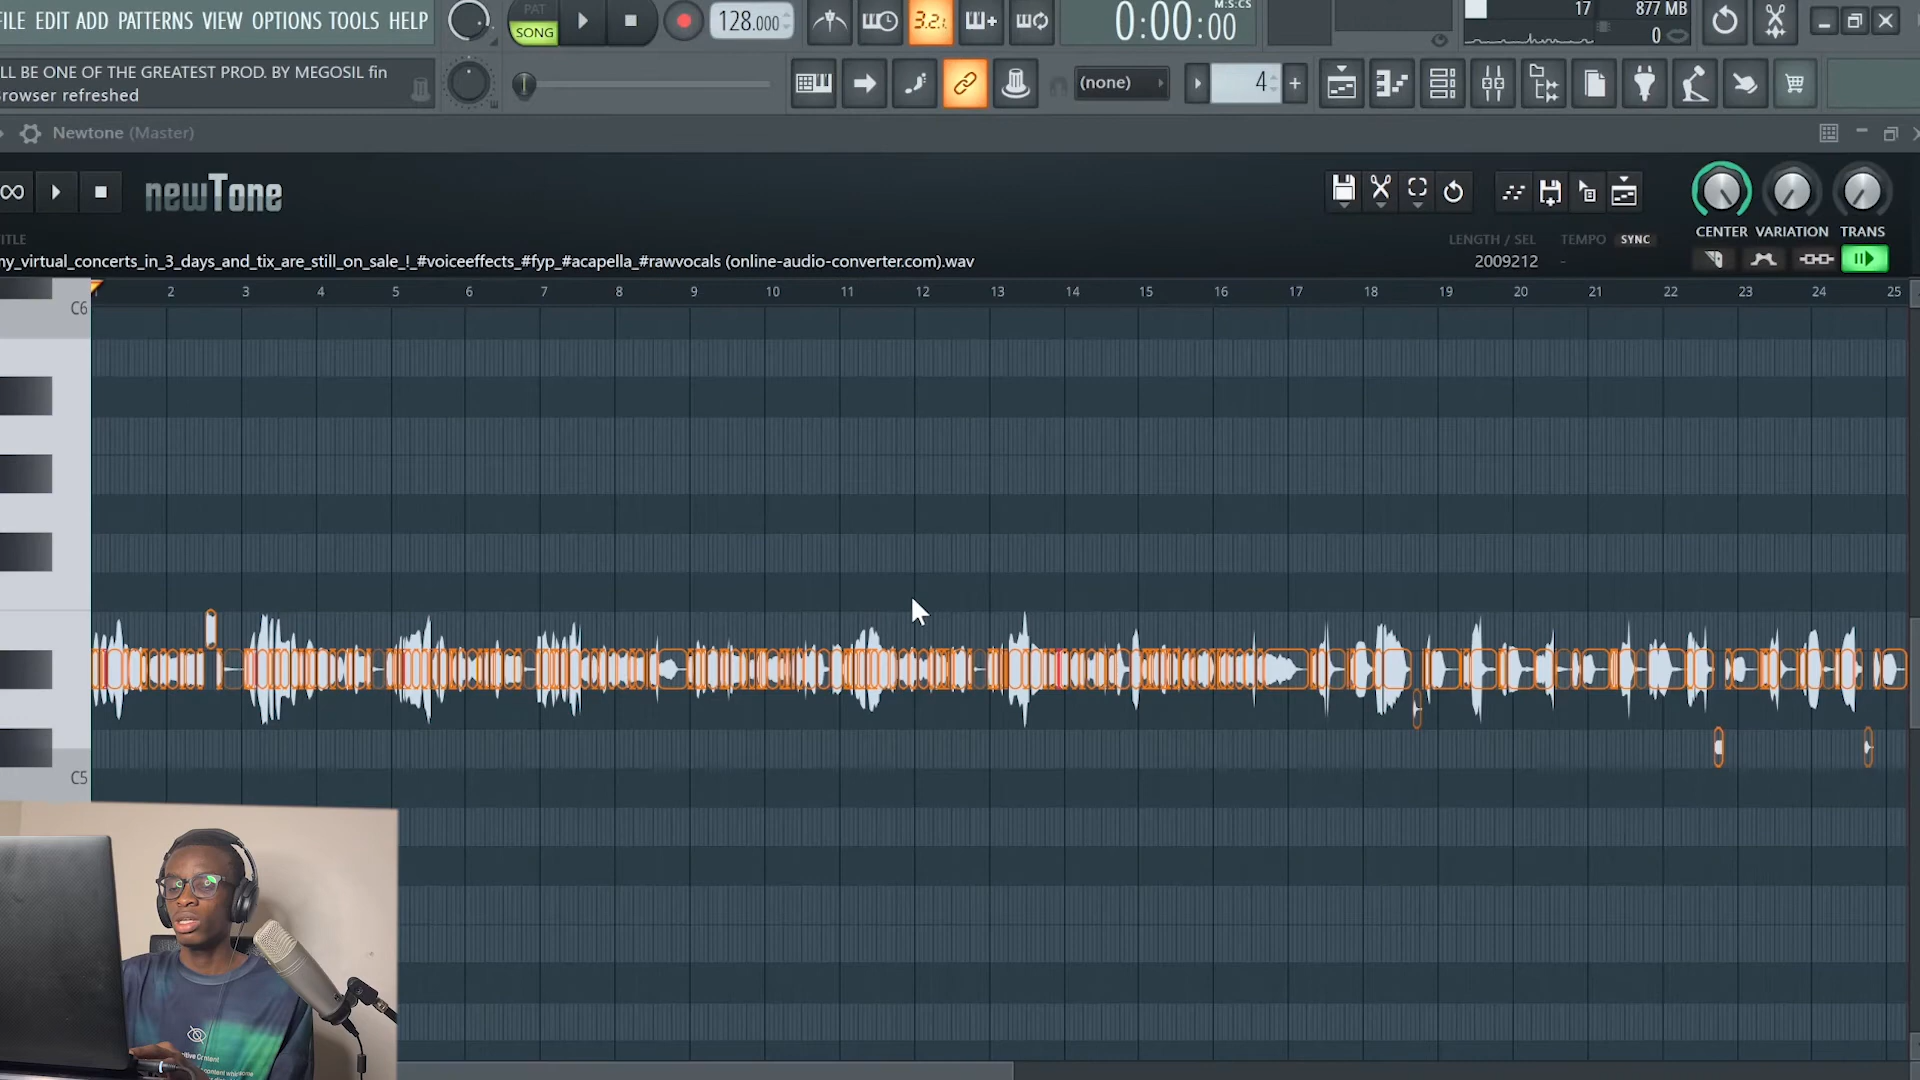 FILE EDIT ADD PATTERNS VIEW OPTIONS TOOLS HELP
PAT
SONG
128.000
3.2.
0:00:00
M:S:CS
17
877 MB
0
LL BE ONE OF THE GREATEST PROD. BY MEGOSIL fin
Browser refreshed
(none)
4
Newtone (Master)
newTone
CENTER VARIATION TRANS
TITLE
LENGTH / SEL
TEMPO
SYNC
my_virtual_concerts_in_3_days_and_tix_are_still_on_sale_!_#voiceeffects_#fyp_#acapella_#rawvocals (online-audio-converter.com).wav
2009212
-
2 3 4 5 6 7 8 9 10 11 12 13 14 15 16 17 18 19 20 21 22 23 24 25
C6
C5